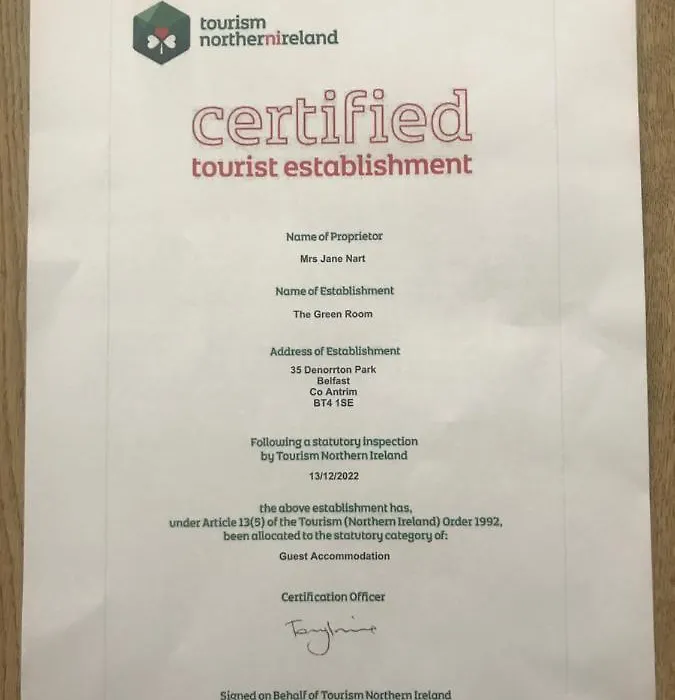 tourism
northernireland
certified
tourist establishment
Name of Proprietor
Mrs Jane Nart
Name of Establishment
The Green Room
Address of Establishment
35 Denorrton Park
Belfast
Co Antrim
BT4 1SE
Following a statutory inspection
by Tourism Northern Ireland
13/12/2022
the above establishment has,
under Article 13(5) of the Tourism (Northern Ireland) Order 1992,
been allocated to the statutory category of:
Guest Accommodation
Certification Officer
Signed on Behalf of Tourism Northern Ireland